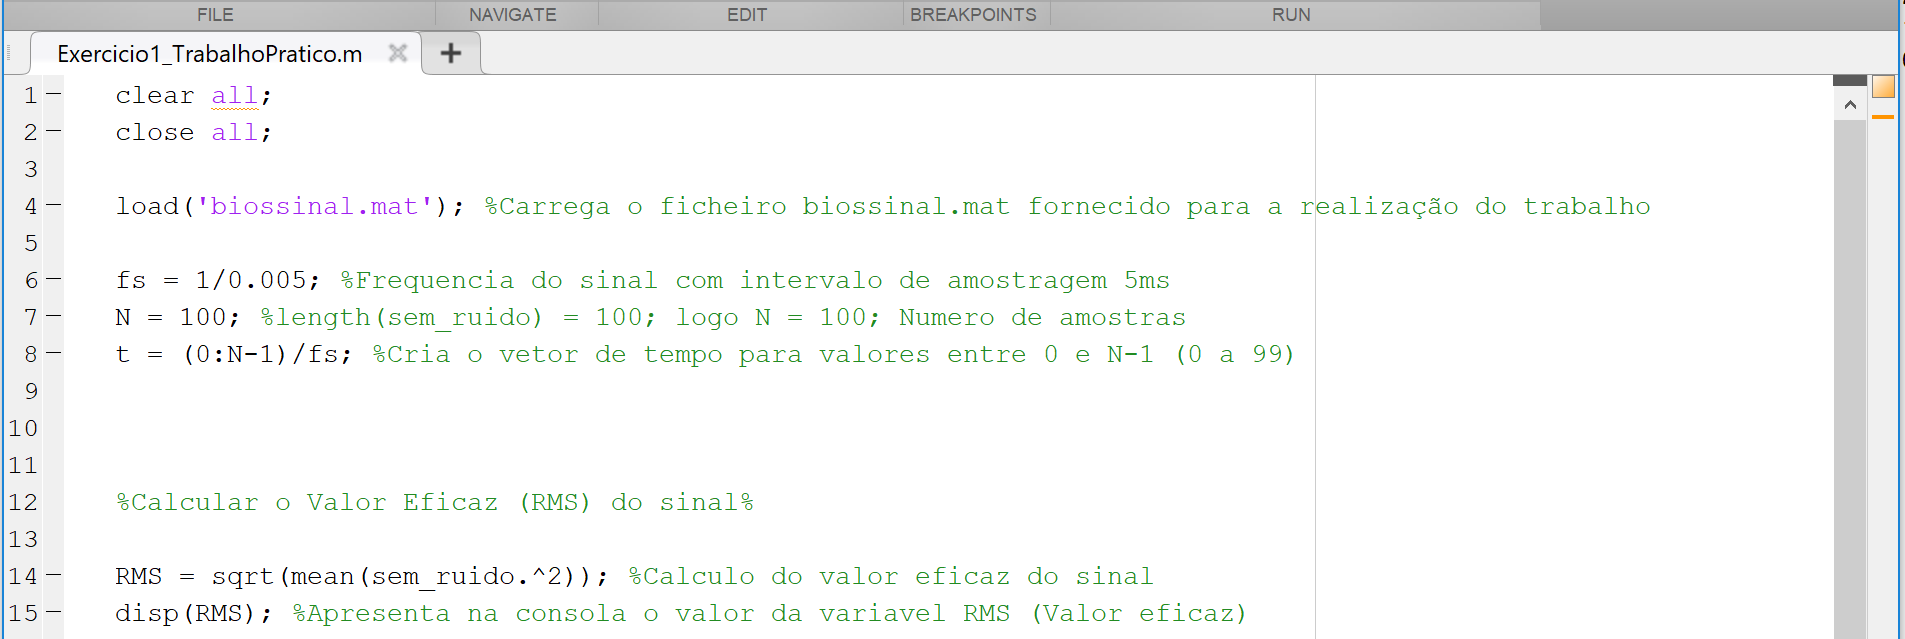 FILE NAVIGATE EDIT BREAKPOINTS RUN
Exercicio1_TrabalhoPratico.m
1 clear all;
2 close all;
3
4 load('biossinal.mat'); %Carrega o ficheiro biossinal.mat fornecido para a realização do trabalho
5
6 fs = 1/0.005; %Frequencia do sinal com intervalo de amostragem 5ms
7 N = 100; %length(sem_ruido) = 100; logo N = 100; Numero de amostras
8 t = (0:N-1)/fs; %Cria o vetor de tempo para valores entre 0 e N-1 (0 a 99)
9
10
11
12 %Calcular o Valor Eficaz (RMS) do sinal%
13
14 RMS = sqrt(mean(sem_ruido.^2)); %Calculo do valor eficaz do sinal
15 disp(RMS); %Apresenta na consola o valor da variavel RMS (Valor eficaz)